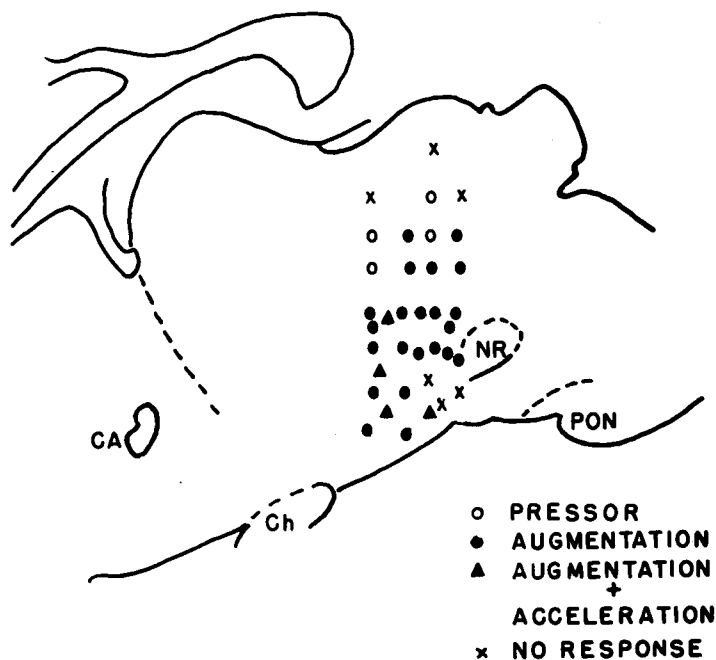 NR
CA
PON
Ch
o PRESSOR
● AUGMENTATION
▲ AUGMENTATION
+
ACCELERATION
x NO RESPONSE